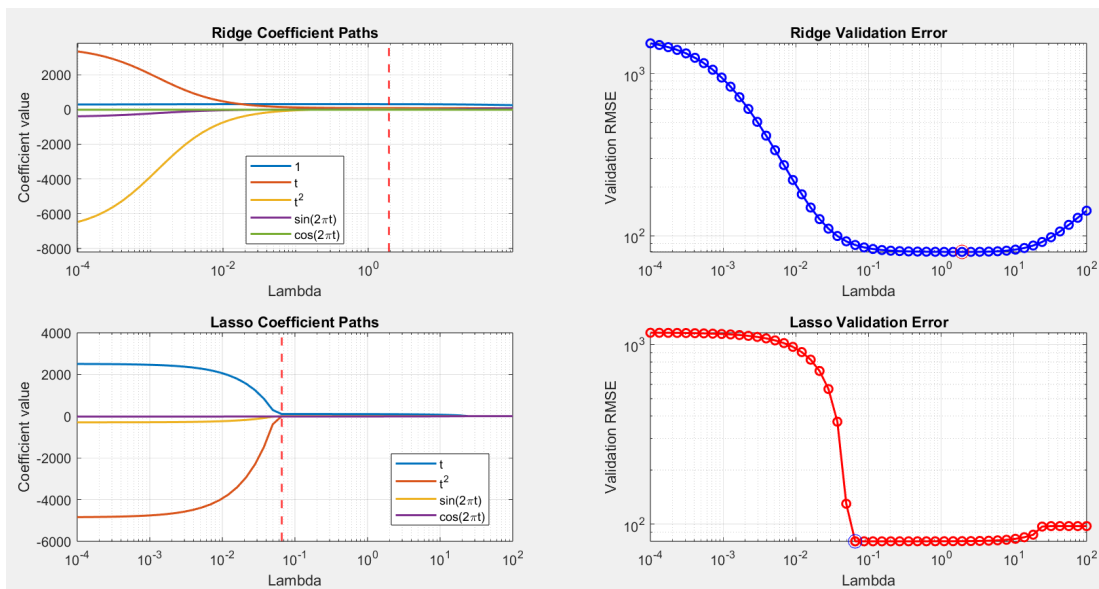 Ridge Coefficient Paths
Coefficient value
2000
0
-2000
-4000
-6000
-8000
1
t
t²
sin(2πt)
cos(2πt)
10⁻⁴
10⁻²
10⁰
Lambda
Ridge Validation Error
Validation RMSE
10³
10²
10⁻⁴
10⁻³
10⁻²
10⁻¹
10⁰
10¹
10²
Lambda
Lasso Coefficient Paths
Coefficient value
4000
2000
0
-2000
-4000
-6000
t
t²
sin(2πt)
cos(2πt)
10⁻⁴
10⁻³
10⁻²
10⁻¹
10⁰
10¹
10²
Lambda
Lasso Validation Error
Validation RMSE
10³
10²
10⁻⁴
10⁻³
10⁻²
10⁻¹
10⁰
10¹
10²
Lambda